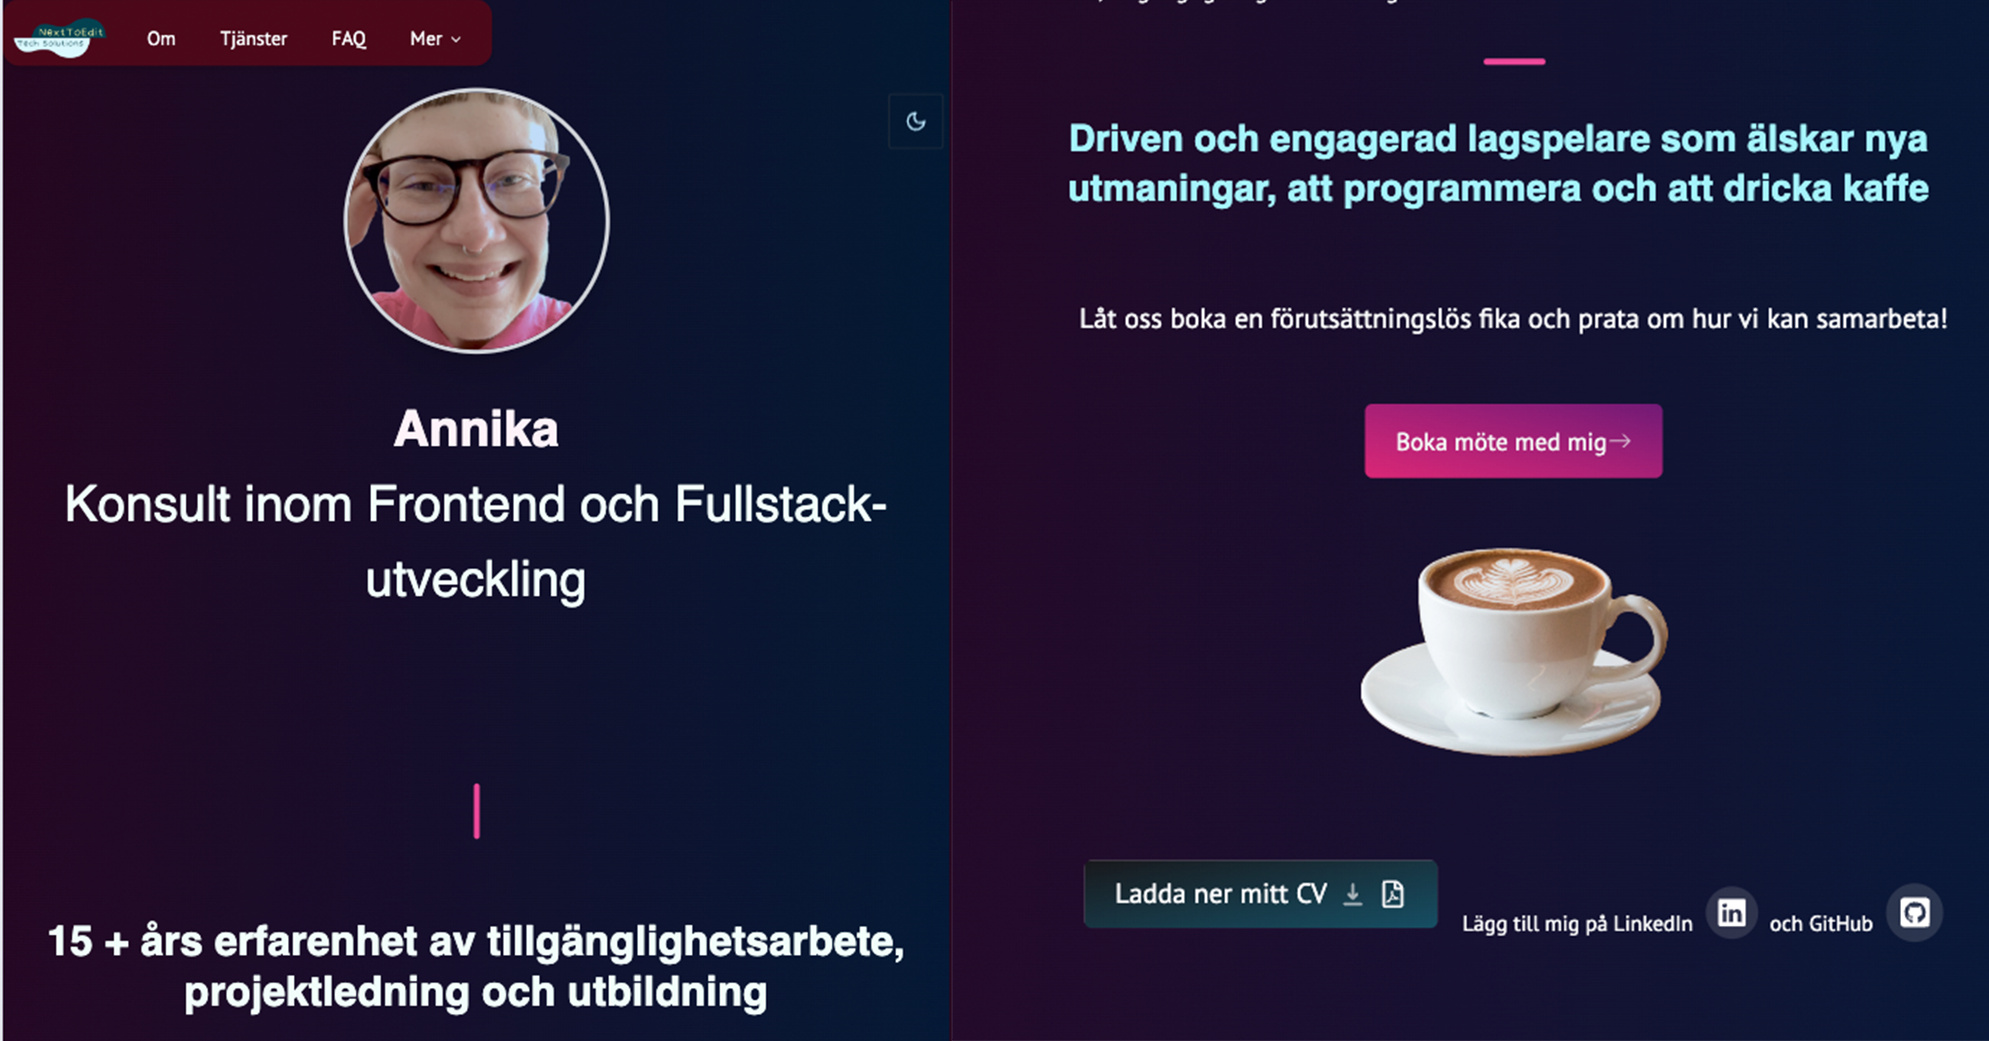 NextToEdit
Tech Solutions
Om
Tjänster
FAQ
Mer
Annika
Konsult inom Frontend och Fullstack-
utveckling
15 + års erfarenhet av tillgänglighetsarbete,
projektledning och utbildning
Driven och engagerad lagspelare som älskar nya
utmaningar, att programmera och att dricka kaffe
Låt oss boka en förutsättningslös fika och prata om hur vi kan samarbeta!
Boka möte med mig→
Ladda ner mitt CV
Lägg till mig på LinkedIn
in
och GitHub